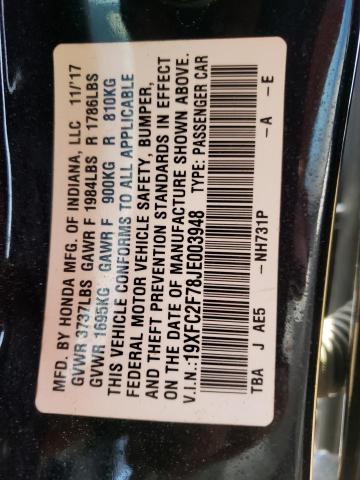 MFD. BY HONDA MFG. OF INDIANA, LLC 11/17
GVWR 3737LBS GAWR F 1984LBS R 1786LBS
GVWR 1695KG GAWR F 900KG R 810KG
THIS VEHICLE CONFORMS TO ALL APPLICABLE
FEDERAL MOTOR VEHICLE SAFETY, BUMPER,
AND THEFT PREVENTION STANDARDS IN EFFECT
ON THE DATE OF MANUFACTURE SHOWN ABOVE.
V.I.N.:19XFC2F78JE003948 TYPE: PASSENGER CAR
-NH731P -A -E
TBA J AE5